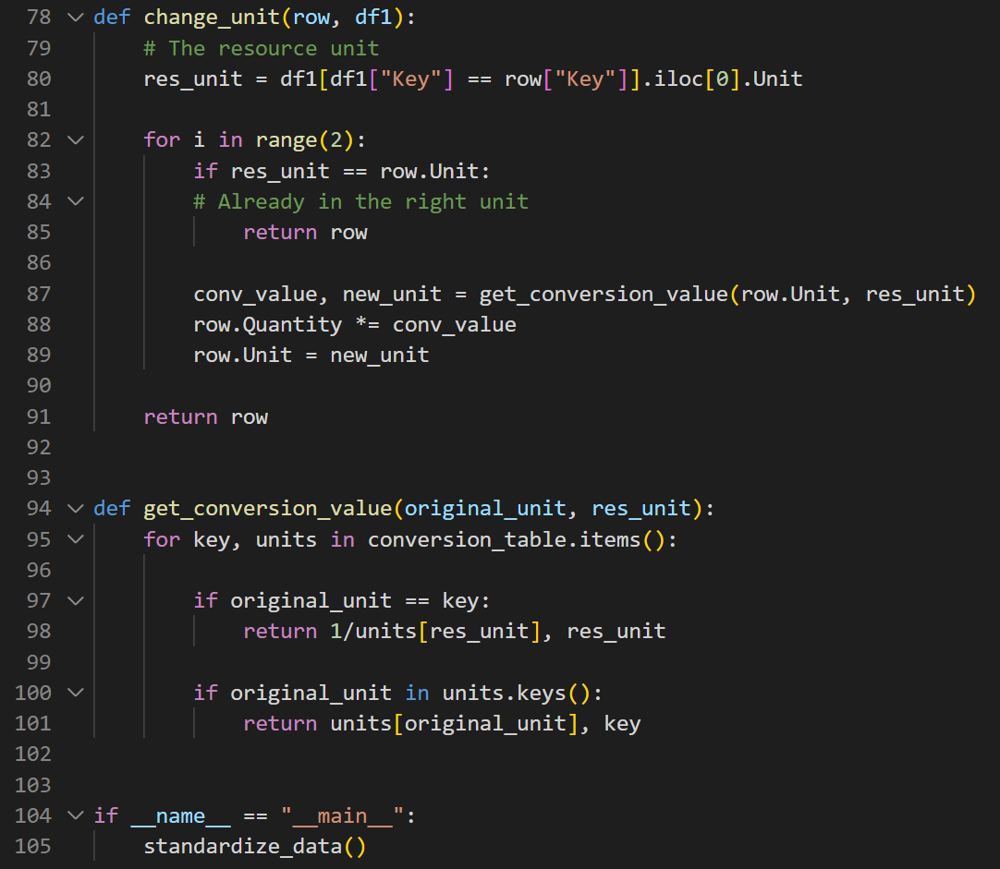 78 def change_unit(row, df1):
79     # The resource unit
80     res_unit = df1[df1["Key"] == row["Key"]].iloc[0].Unit
81
82     for i in range(2):
83         if res_unit == row.Unit:
84         # Already in the right unit
85             return row
86
87         conv_value, new_unit = get_conversion_value(row.Unit, res_unit)
88         row.Quantity *= conv_value
89         row.Unit = new_unit
90
91     return row
92
93
94 def get_conversion_value(original_unit, res_unit):
95     for key, units in conversion_table.items():
96
97         if original_unit == key:
98             return 1/units[res_unit], res_unit
99
100         if original_unit in units.keys():
101             return units[original_unit], key
102
103
104 if __name__ == "__main__":
105     standardize_data()